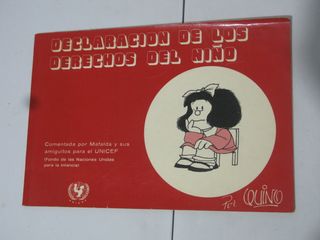 DECLARACION DE LOS
DERECHOS DEL NIÑO
Comentada por Mafalda y sus
amiguitos para el UNICEF
(Fondo de las Naciones Unidas
para la Infancia)
Por
QUINO